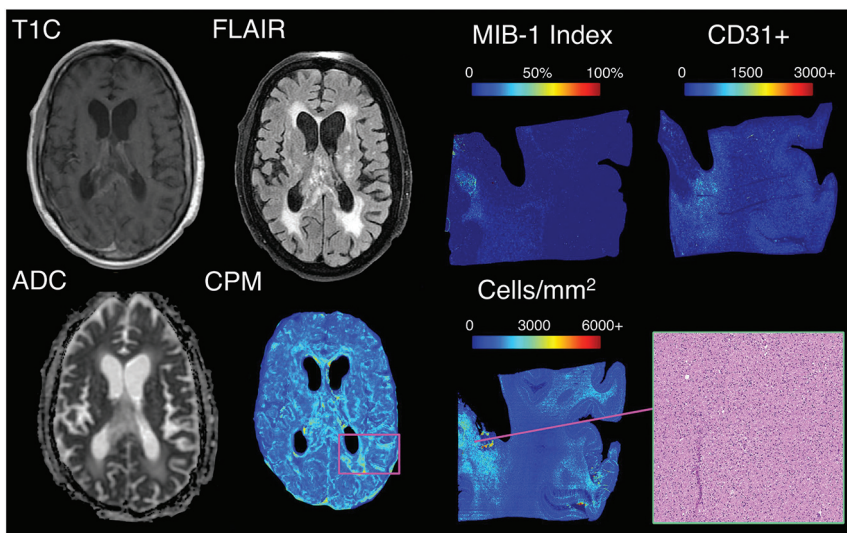 T1C
FLAIR
MIB-1 Index
CD31+
0 50% 100%
0 1500 3000+
ADC
CPM
Cells/mm²
0 3000 6000+